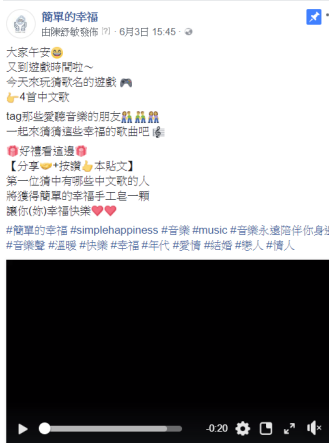 簡單的幸福
由陳舒敏發佈 [?] · 6月3日 15:45 ·
大家午安😂
又到遊戲時間啦～
今天來玩猜歌名的遊戲 🎮
👉4首中文歌
tag那些愛聽音樂的朋友👫👬👭
一起來猜猜這些幸福的歌曲吧 🎼
🎁好禮看這邊🎁
【分享🤝+按讚👍本貼文】
第一位猜中有哪些中文歌的人
將獲得簡單的幸福手工皂一顆
讓你(妳)幸福快樂❤❤
#簡單的幸福 #simplehappiness #音樂 #music #音樂永遠陪伴你身邊
#音樂聲 #溫暖 #快樂 #幸福 #年代 #愛情 #結婚 #戀人 #情人
-0:20